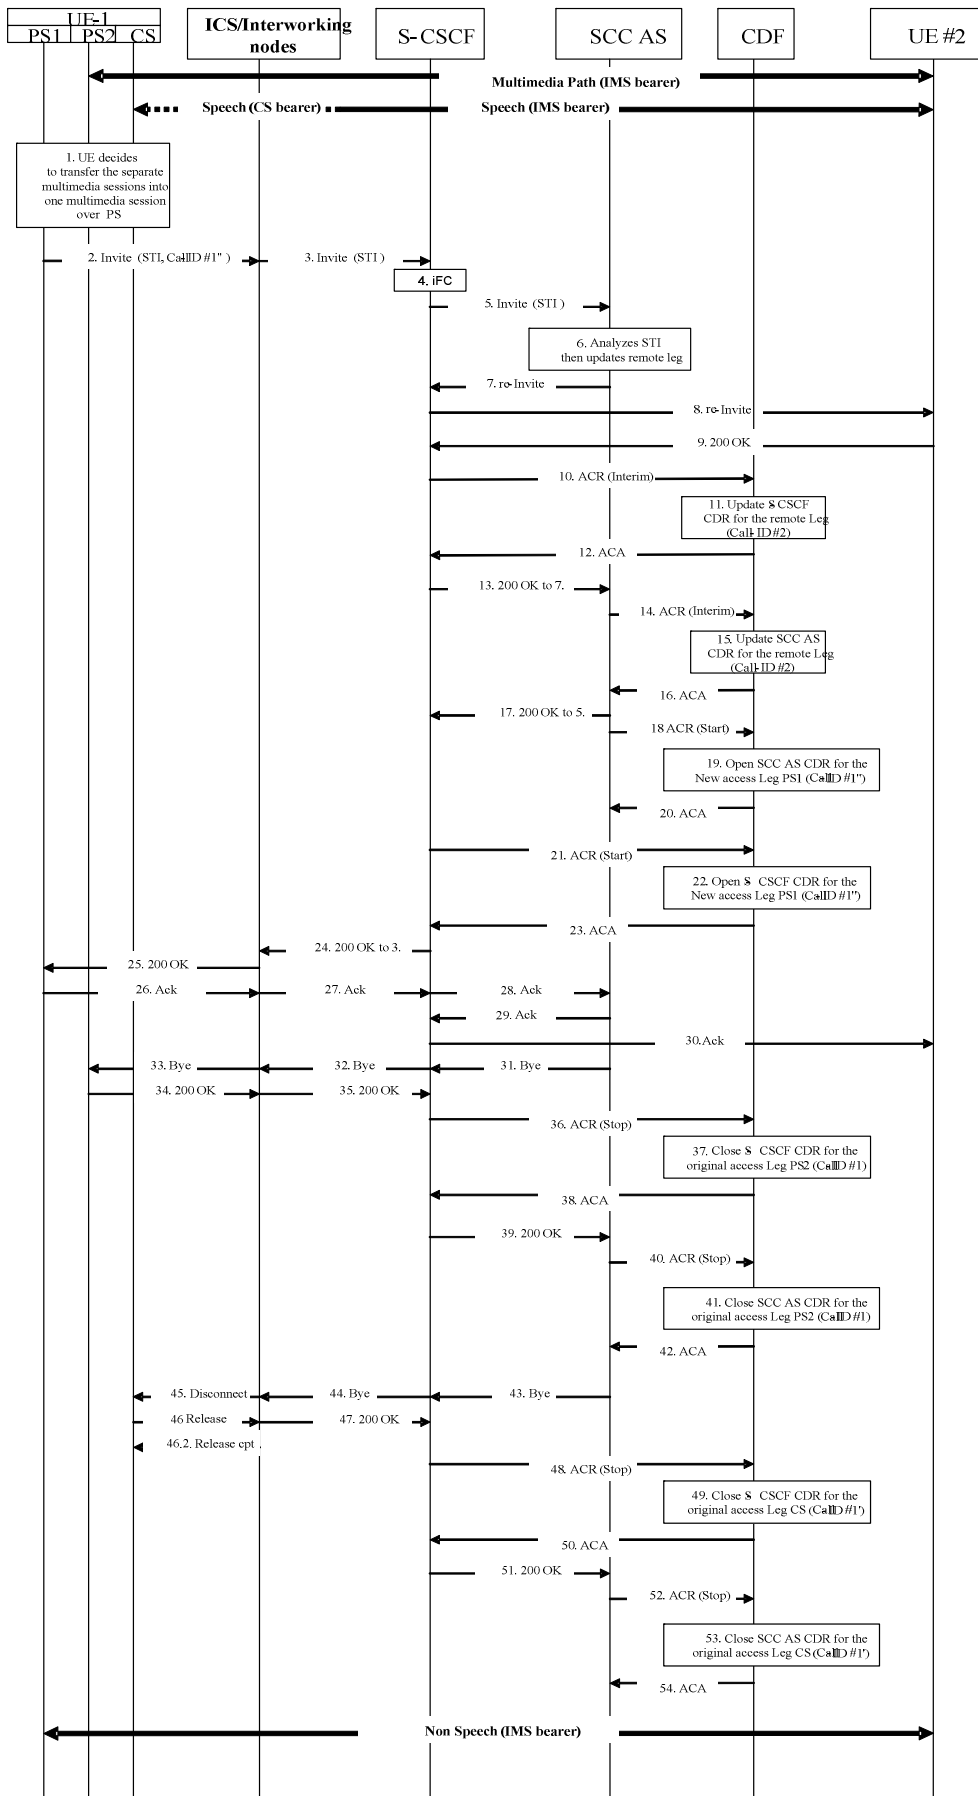 UE-1
PS1 PS2 CS
ICS/Interworking
nodes
S-CSCF
SCC AS
CDF
UE #2
Multimedia Path (IMS bearer)
Speech (CS bearer)
Speech (IMS bearer)
1. UE decides
to transfer the separate
multimedia sessions into
one multimedia session
over PS
2. Invite (STI, Call-ID #1'')
3. Invite (STI)
4. iFC
5. Invite (STI)
6. Analyzes STI
then updates remote leg
7. re-Invite
8. re-Invite
9. 200 OK
10. ACR (Interim)
11. Update S CSCF
CDR for the remote Leg
(Call-ID #2)
12. ACA
13. 200 OK to 7.
14. ACR (Interim)
15. Update SCC AS
CDR for the remote Leg
(Call-ID #2)
16. ACA
17. 200 OK to 5.
18 ACR (Start)
19. Open SCC AS CDR for the
New access Leg PS1 (Call-ID #1'')
20. ACA
21. ACR (Start)
22. Open S- CSCF CDR for the
New access Leg PS1 (Call-ID #1'')
23. ACA
24. 200 OK to 3.
25. 200 OK
26. Ack
27. Ack
28. Ack
29. Ack
30. Ack
33. Bye
32. Bye
31. Bye
34. 200 OK
35. 200 OK
36. ACR (Stop)
37. Close S- CSCF CDR for the
original access Leg PS2 (Call-ID #1)
38. ACA
39. 200 OK
40. ACR (Stop)
41. Close SCC AS CDR for the
original access Leg PS2 (Call-ID #1)
42. ACA
45. Disconnect
44. Bye
43. Bye
46 Release
47. 200 OK
46.2. Release cpt .
48. ACR (Stop)
49. Close S- CSCF CDR for the
original access Leg CS (Call-ID #1')
50. ACA
51. 200 OK
52. ACR (Stop)
53. Close SCC AS CDR for the
original access Leg CS (Call-ID #1')
54. ACA
Non Speech (IMS bearer)